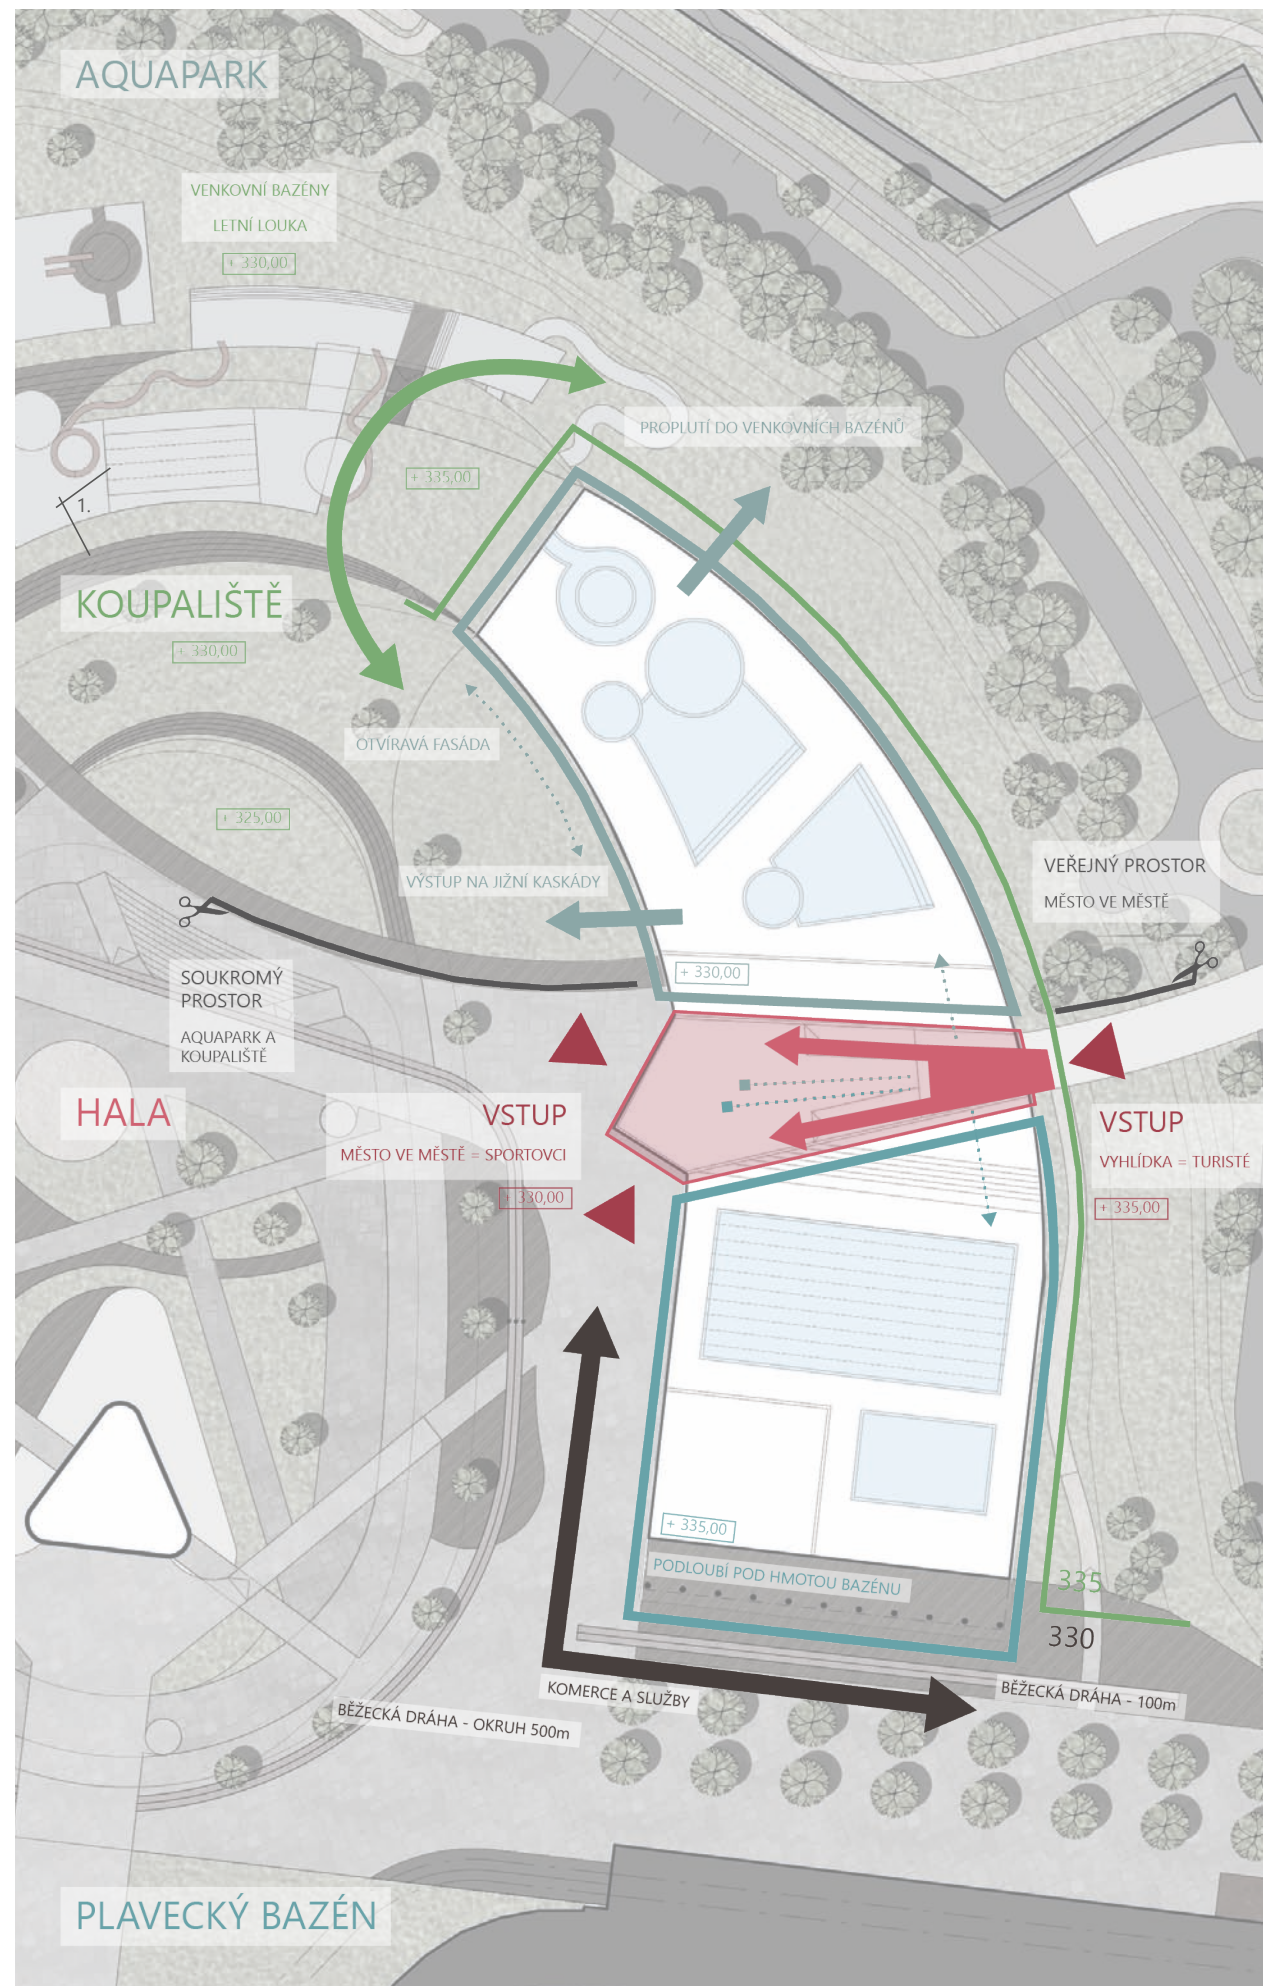 AQUAPARK
VENKOVNÍ BAZÉNY
LETNÍ LOUKA
+ 330,00
PROPLUTÍ DO VENKOVNÍCH BAZÉNŮ
+ 335,00
1.
KOUPALIŠTĚ
+ 330,00
OTVÍRAVÁ FASÁDA
+ 325,00
VÝSTUP NA JIŽNÍ KASKÁDY
VEŘEJNÝ PROSTOR
MĚSTO VE MĚSTĚ
SOUKROMÝ
PROSTOR
AQUAPARK A
KOUPALIŠTĚ
+ 330,00
HALA
VSTUP
MĚSTO VE MĚSTĚ = SPORTOVCI
+ 330,00
VSTUP
VYHLÍDKA = TURISTÉ
+ 335,00
+ 335,00
PODLOUBÍ POD HMOTOU BAZÉNU
335
330
KOMERCE A SLUŽBY
BĚŽECKÁ DRÁHA - 100m
BĚŽECKÁ DRÁHA - OKRUH 500m
PLAVECKÝ BAZÉN